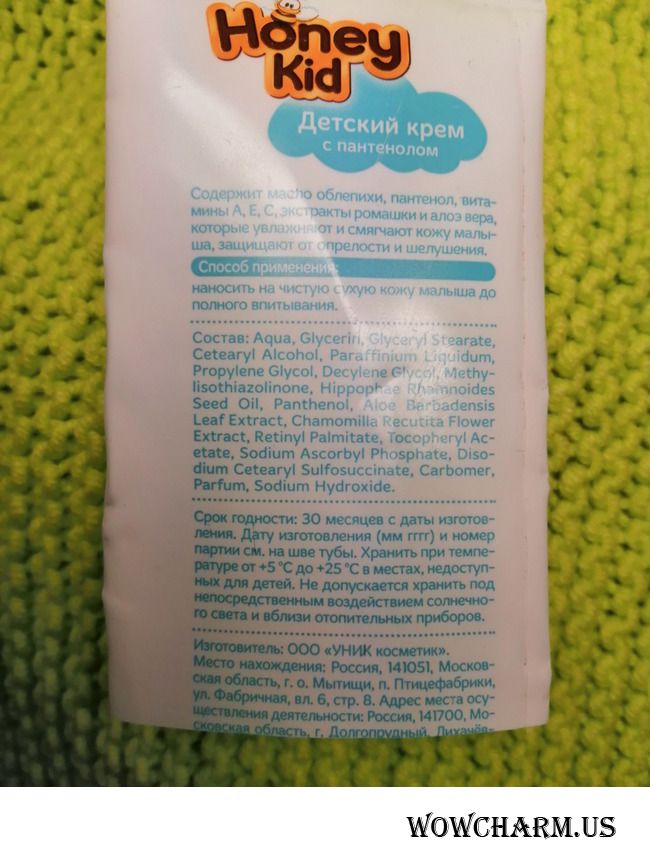 Honey
Kid
Детский крем
с пантенолом
Содержит масло облепихи, пантенол, вита-
мины А, Е, С, экстракты ромашки и алоэ вера,
которые увлажняют и смягчают кожу малы-
ша, защищают от опрелости и шелушения.
Способ применения:
наносить на чистую сухую кожу малыша до
полного впитывания.
Состав: Aqua, Glycerin, Glyceryl Stearate,
Cetearyl Alcohol, Paraffinium Liquidum,
Propylene Glycol, Decylene Glycol, Methy-
lisothiazolinone, Hippophae Rhamnoides
Seed Oil, Panthenol, Aloe Barbadensis
Leaf Extract, Chamomilla Recutita Flower
Extract, Retinyl Palmitate, Tocopheryl Ac-
etate, Sodium Ascorbyl Phosphate, Diso-
dium Cetearyl Sulfosuccinate, Carbomer,
Parfum, Sodium Hydroxide.
Срок годности: 30 месяцев с даты изготов-
ления. Дату изготовления (мм гггг) и номер
партии см. на шве тубы. Хранить при темпе-
ратуре от +5 °С до +25 °С в местах, недоступ-
ных для детей. Не допускается хранить под
непосредственным воздействием солнечно-
го света и вблизи отопительных приборов.
Изготовитель: ООО «УНИК косметик».
Место нахождения: Россия, 141051, Москов-
ская область, г. о. Мытищи, п. Птицефабрики,
ул. Фабричная, вл. 6, стр. 8. Адрес места осу-
ществления деятельности: Россия, 141700, Мо-
сковская область, г. Долгопрудный, Лихачёв-
WOWCHARM.US